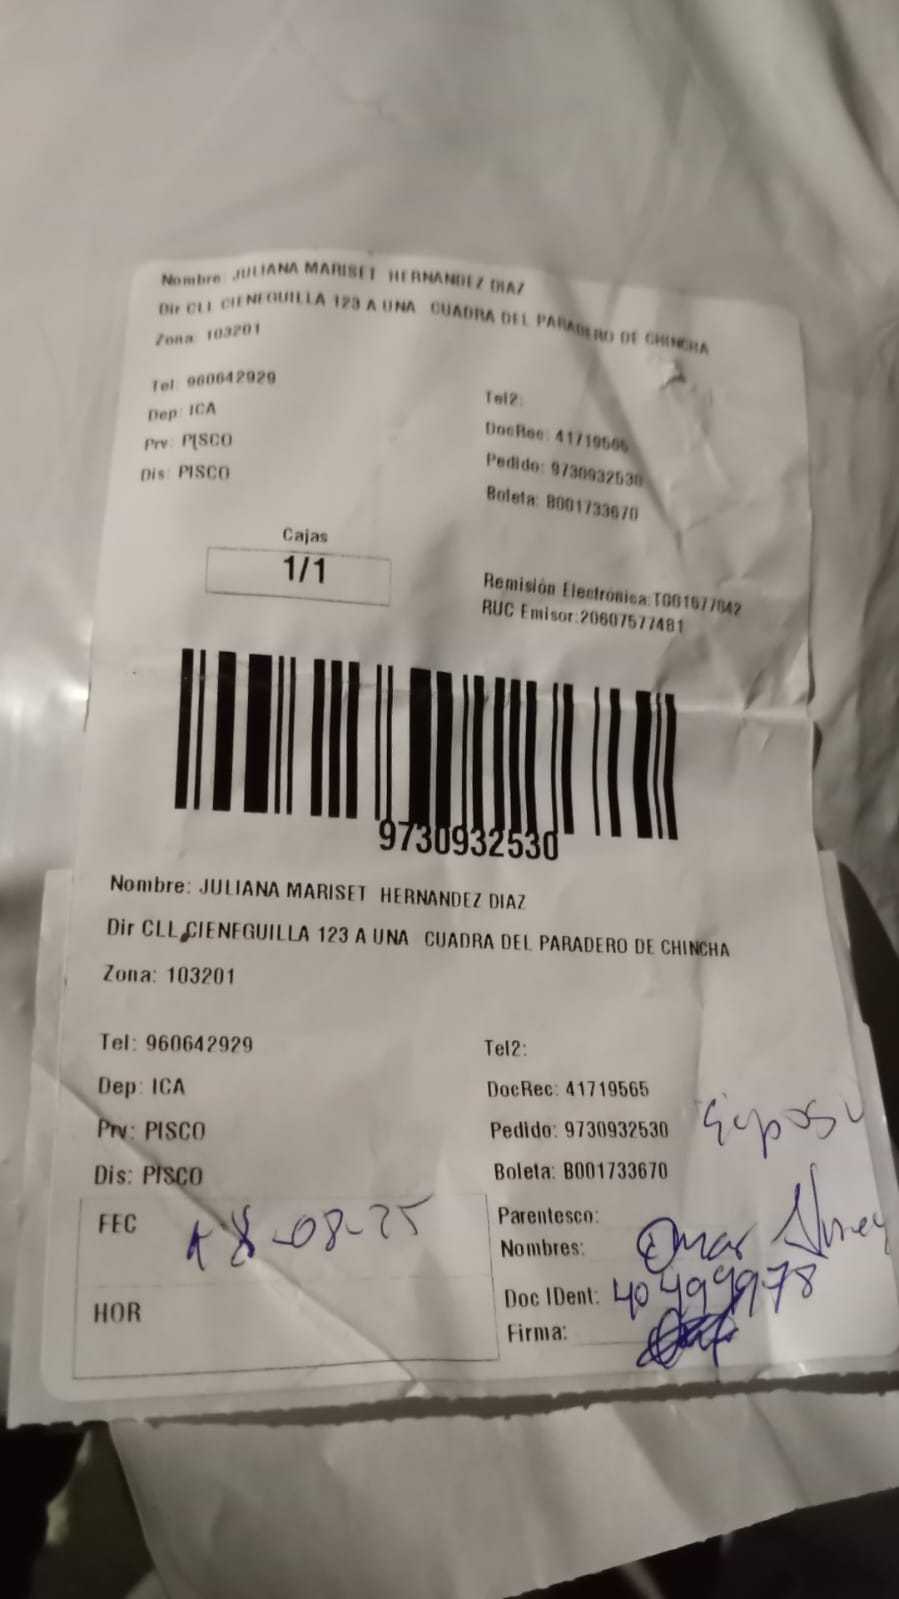 Nombre: JULIANA MARISET HERNANDEZ DIAZ
Dir CLL CIENEGUILLA 123 A UNA CUADRA DEL PARADERO DE CHINCHA
Zona: 103201
Tel: 960642929
Tel2:
Dep: ICA
DocRec: 41719565
Prv: PISCO
Pedido: 9730932530
Dis: PISCO
Boleta: B001733670
Cajas
1/1
Remisión Electrónica:T001677642
RUC Emisor:20607577481
9730932530
Nombre: JULIANA MARISET HERNANDEZ DIAZ
Dir CLL CIENEGUILLA 123 A UNA CUADRA DEL PARADERO DE CHINCHA
Zona: 103201
Tel: 960642929
Tel2:
Dep: ICA
DocRec: 41719565
Prv: PISCO
Pedido: 9730932530
Dis: PISCO
Boleta: B001733670
FEC
-08-25
Parentesco:
Nombres: Omar
Doc IDent: 40499978
HOR
Firma: